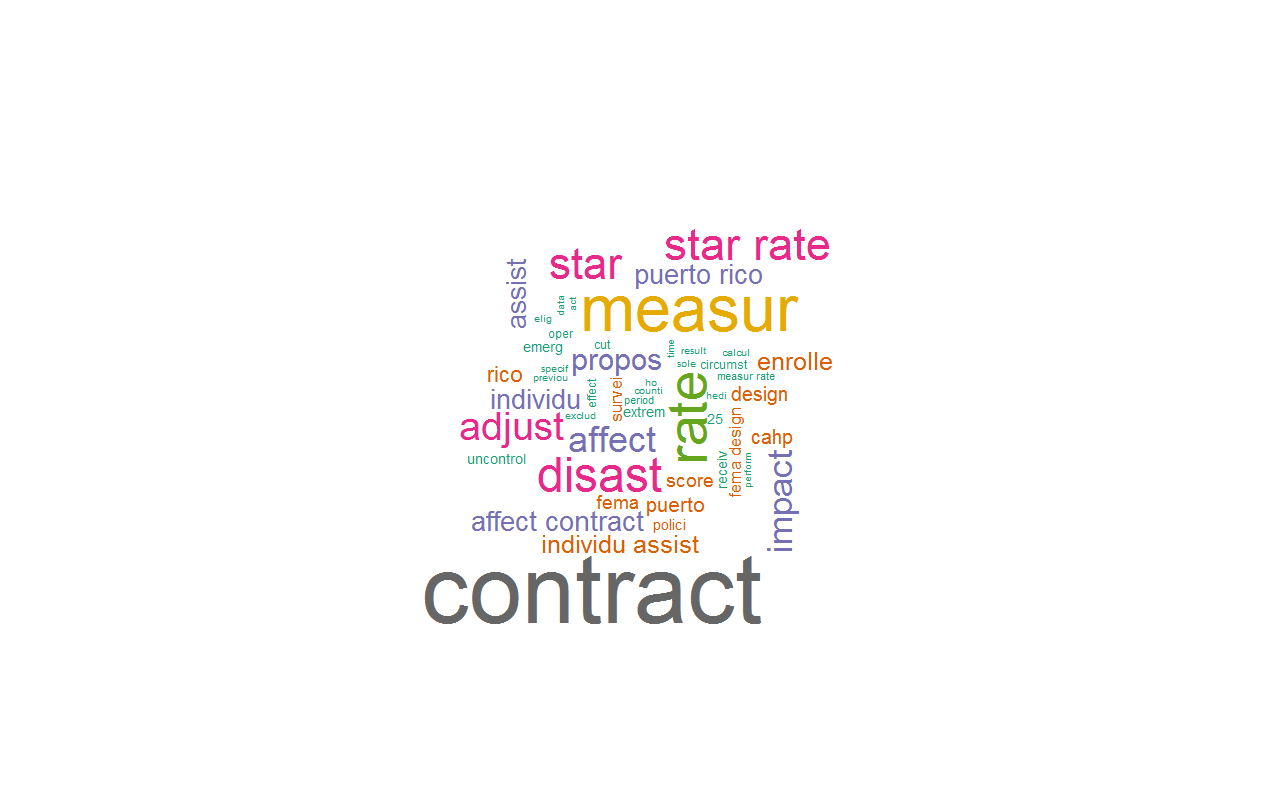 star rate
star
puerto rico
assist
measur
data
act
elig
oper
emerg
cut
time
result
calcul
propos
sole
circumst
enrolle
rico
specif
previou
measur rate
individu
effect
survei
ho
counti
period
rate
hedi
design
adjust
exclud
extrem
25
affect
cahp
fema design
uncontrol
disast
score
receiv
perform
impact
fema
puerto
affect contract
polici
individu assist
contract